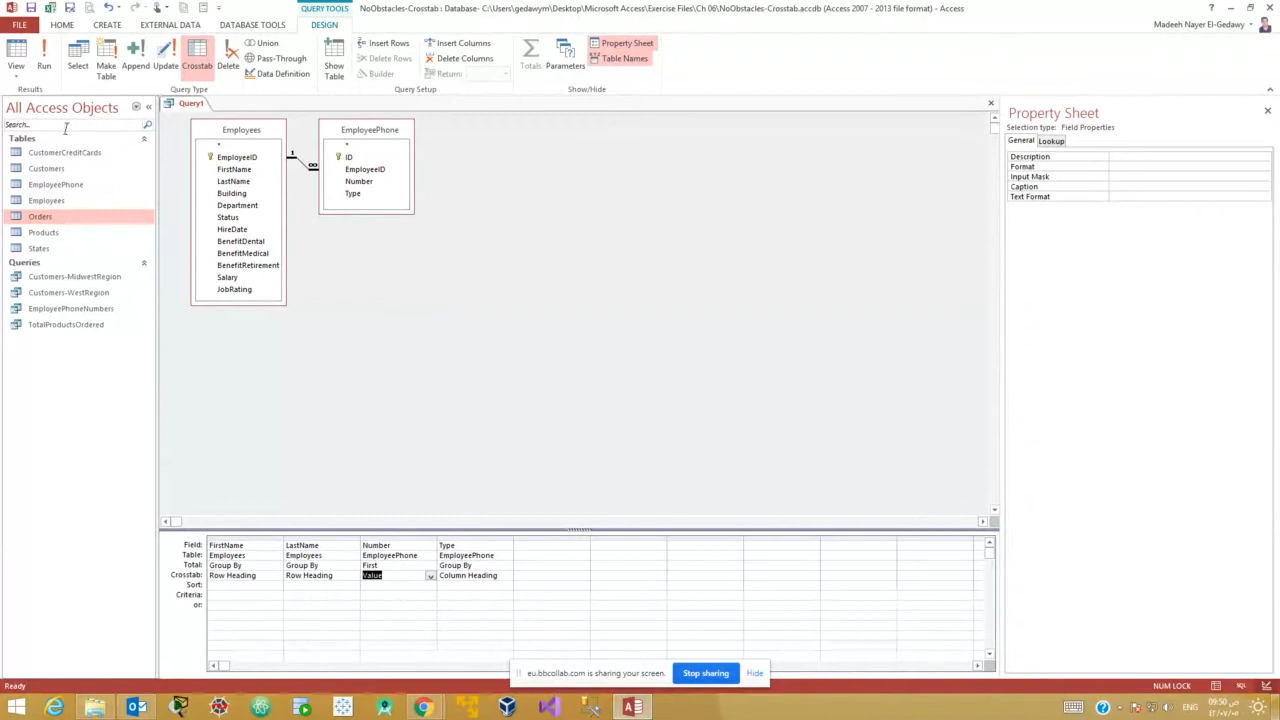 QUERY TOOLS
NoObstacles-Crosstab : Database- C:\Users\gedawym\Desktop\Microsoft Access\Exercise Files\Ch 06\NoObstacles-Crosstab.accdb (Access 2007 - 2013 file format) - Access
FILE HOME CREATE EXTERNAL DATA DATABASE TOOLS DESIGN
Madeeh Nayer El-Gedawy
View
Run
Select
Make Table
Append
Update
Crosstab
Delete
Union
Pass-Through
Data Definition
Show Table
Insert Rows
Delete Rows
Builder
Insert Columns
Delete Columns
Return:
Totals
Parameters
Property Sheet
Table Names
Results
Query Type
Query Setup
Show/Hide
All Access Objects
Search...
Tables
CustomerCreditCards
Customers
EmployeePhone
Employees
Orders
Products
States
Queries
Customers-MidwestRegion
Customers-WestRegion
EmployeePhoneNumbers
TotalProductsOrdered
Query1
Employees
*
EmployeeID
FirstName
LastName
Building
Department
Status
HireDate
BenefitDental
BenefitMedical
BenefitRetirement
Salary
JobRating
1
∞
EmployeePhone
*
ID
EmployeeID
Number
Type
Property Sheet
Selection type: Field Properties
General Lookup
Description
Format
Input Mask
Caption
Text Format
Field: FirstName LastName Number Type
Table: Employees Employees EmployeePhone EmployeePhone
Total: Group By Group By First Group By
Crosstab: Row Heading Row Heading Value Column Heading
Sort:
Criteria:
or:
eu.bbcollab.com is sharing your screen. Stop sharing Hide
Ready
NUM LOCK
SQL
ENG